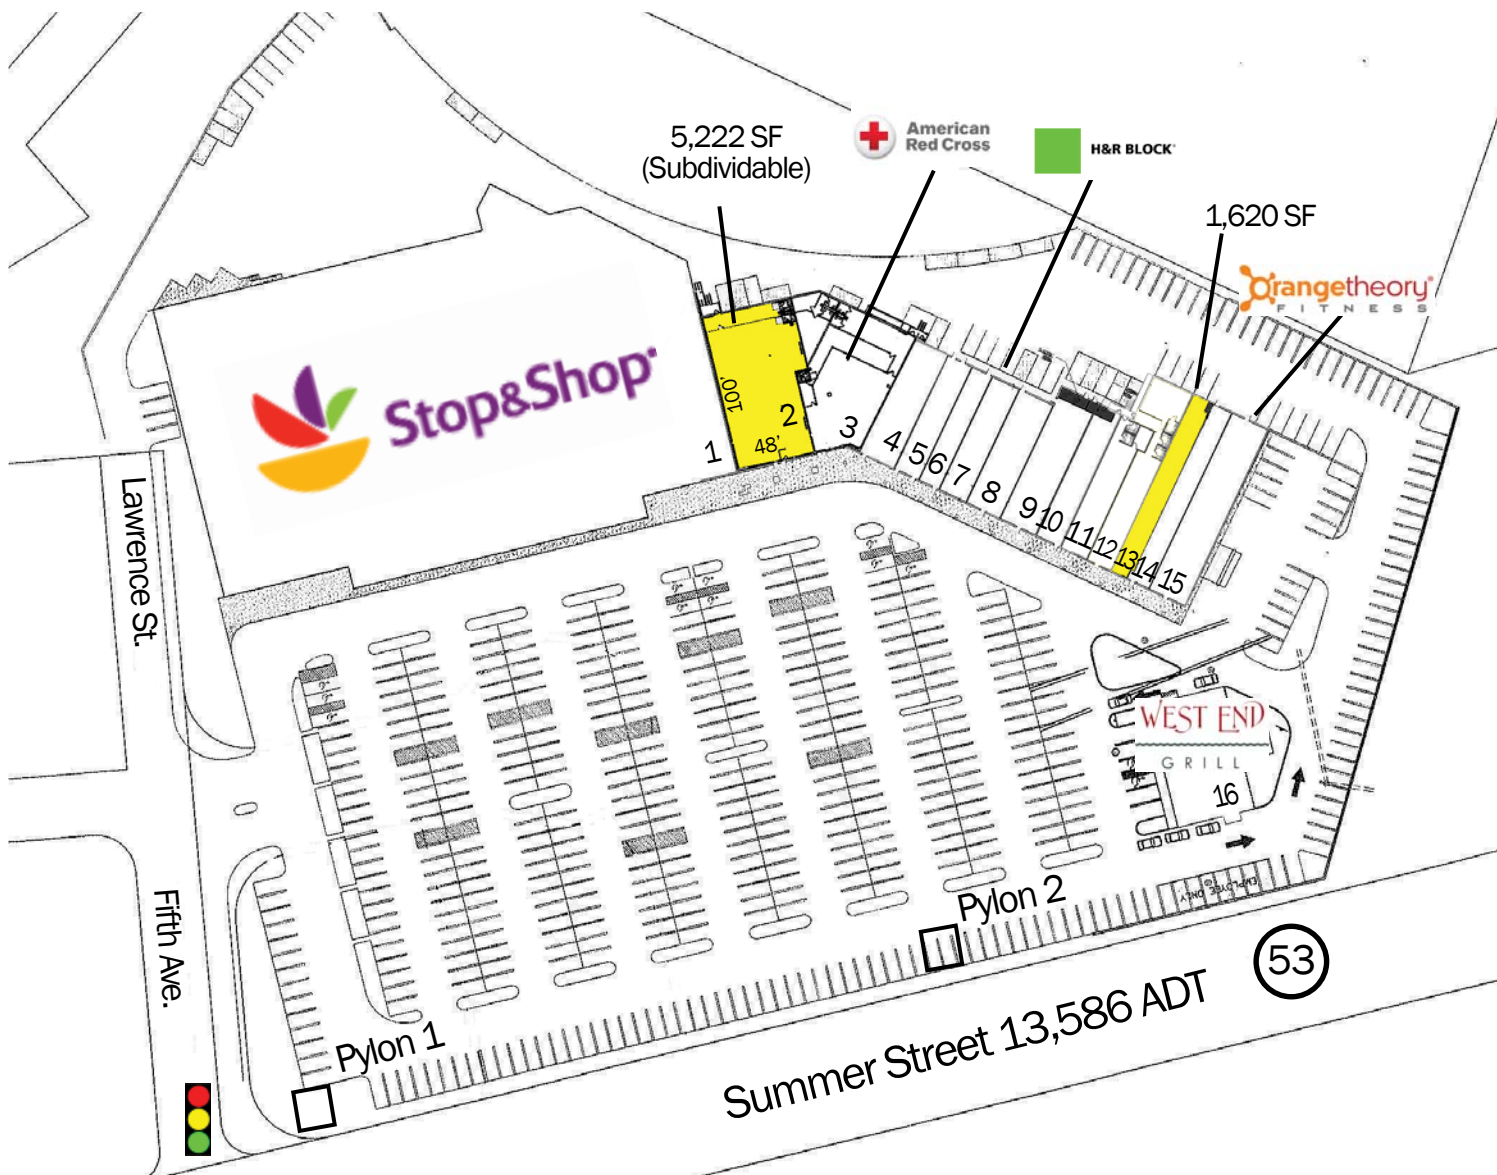 5,222 SF
(Subdividable)
American
Red Cross
H&R BLOCK®
1,620 SF
Orangetheory®
FITNESS
Stop&Shop®
100'
48'
1
2
3
4
5
6
7
8
9
10
11
12
13
14
15
Lawrence St.
WEST END
GRILL
16
EMPLOYEE ONLY
Fifth Ave.
Pylon 2
Pylon 1
53
Summer Street 13,586 ADT